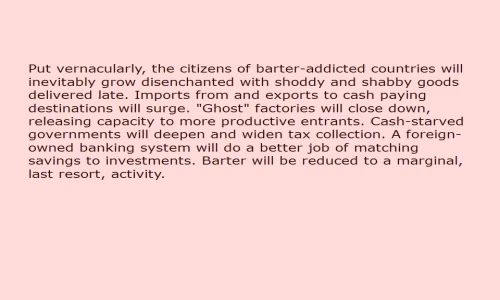 Put vernacularly, the citizens of barter-addicted countries will
inevitably grow disenchanted with shoddy and shabby goods
delivered late. Imports from and exports to cash paying
destinations will surge. "Ghost" factories will close down,
releasing capacity to more productive entrants. Cash-starved
governments will deepen and widen tax collection. A foreign-
owned banking system will do a better job of matching
savings to investments. Barter will be reduced to a marginal,
last resort, activity.